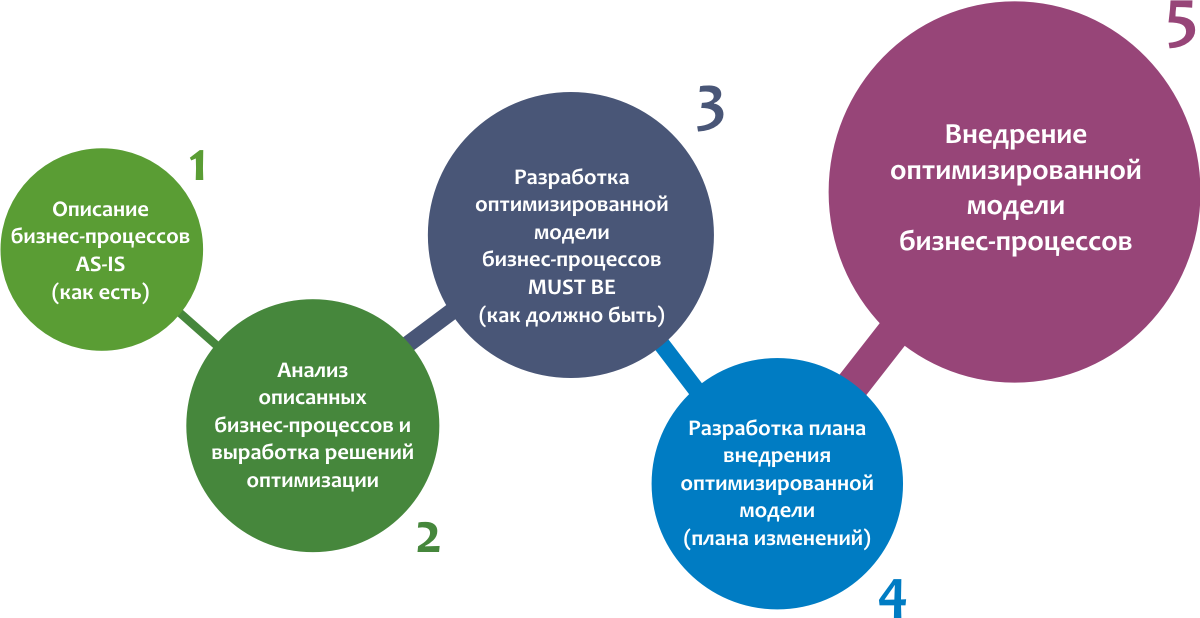 1
Описание
бизнес-процессов
AS-IS
(как есть)
2
Анализ
описанных
бизнес-процессов и
выработка решений
оптимизации
3
Разработка
оптимизированной
модели
бизнес-процессов
MUST BE
(как должно быть)
4
Разработка плана
внедрения
оптимизированной
модели
(плана изменений)
5
Внедрение
оптимизированной
модели
бизнес-процессов